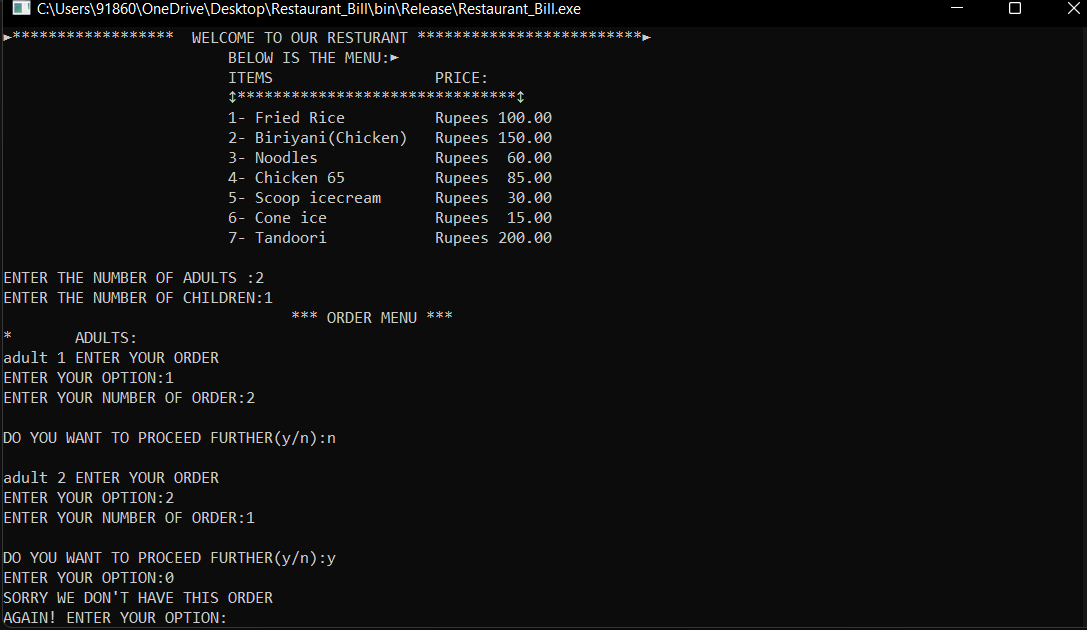 C:\Users\91860\OneDrive\Desktop\Restaurant_Bill\bin\Release\Restaurant_Bill.exe
►****************** WELCOME TO OUR RESTURANT *************************►
BELOW IS THE MENU:►
ITEMS PRICE:
↕*******************************↕
1- Fried Rice Rupees 100.00
2- Biriyani(Chicken) Rupees 150.00
3- Noodles Rupees 60.00
4- Chicken 65 Rupees 85.00
5- Scoop icecream Rupees 30.00
6- Cone ice Rupees 15.00
7- Tandoori Rupees 200.00
ENTER THE NUMBER OF ADULTS :2
ENTER THE NUMBER OF CHILDREN:1
*** ORDER MENU ***
* ADULTS:
adult 1 ENTER YOUR ORDER
ENTER YOUR OPTION:1
ENTER YOUR NUMBER OF ORDER:2
DO YOU WANT TO PROCEED FURTHER(y/n):n
adult 2 ENTER YOUR ORDER
ENTER YOUR OPTION:2
ENTER YOUR NUMBER OF ORDER:1
DO YOU WANT TO PROCEED FURTHER(y/n):y
ENTER YOUR OPTION:0
SORRY WE DON'T HAVE THIS ORDER
AGAIN! ENTER YOUR OPTION: